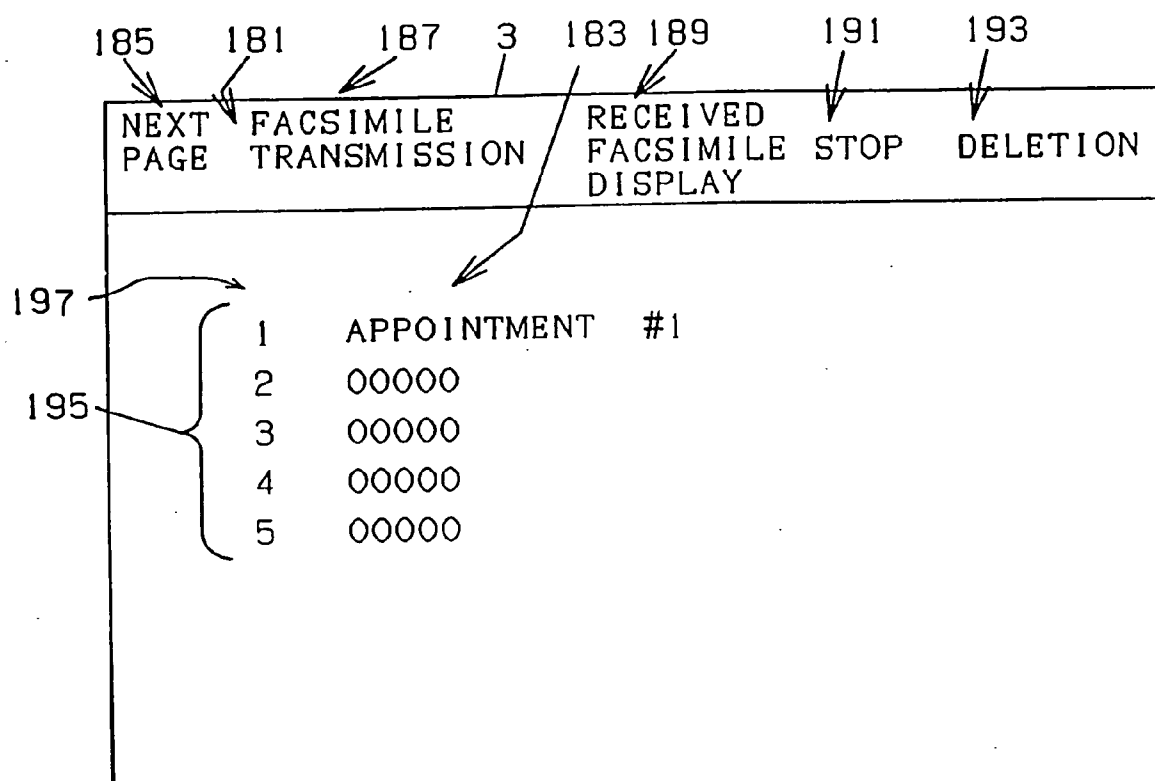 185 181 187 3 183 189 191 193
NEXT PAGE
FACSIMILE TRANSMISSION
RECEIVED FACSIMILE DISPLAY
STOP
DELETION
197
195
1 APPOINTMENT #1
2 00000
3 00000
4 00000
5 00000